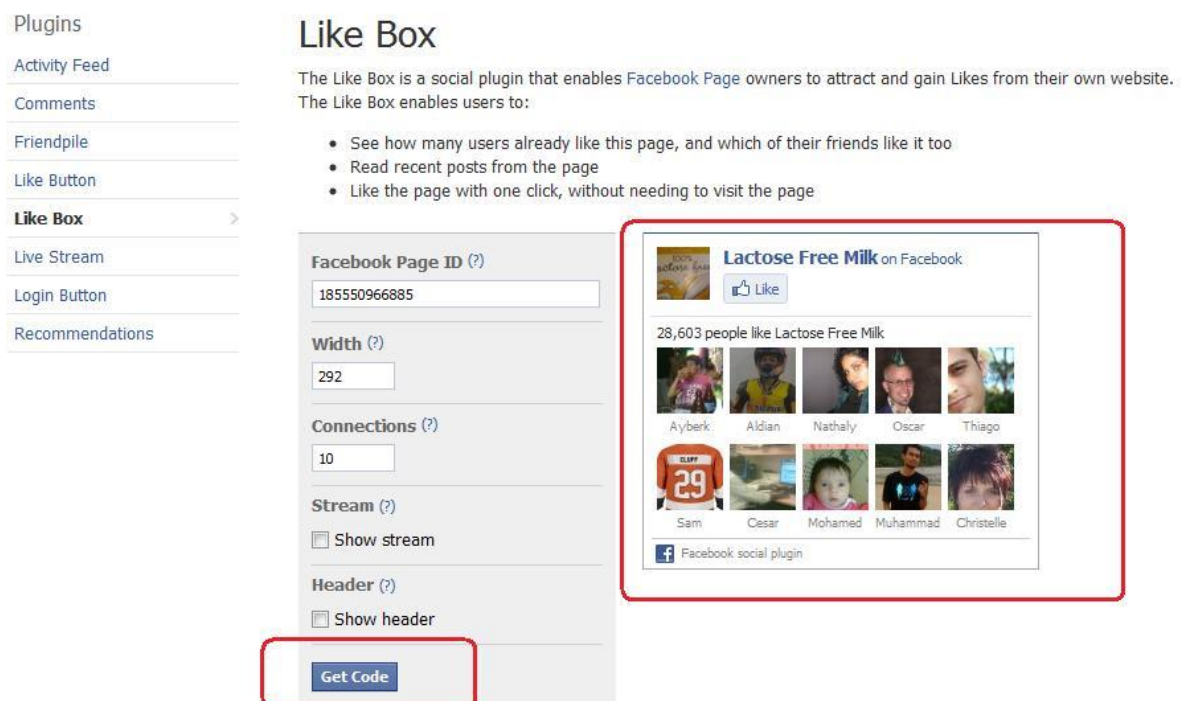 Plugins
Activity Feed
Comments
Friendpile
Like Button
Like Box
Live Stream
Login Button
Recommendations
Like Box
The Like Box is a social plugin that enables Facebook Page owners to attract and gain Likes from their own website.
The Like Box enables users to:
• See how many users already like this page, and which of their friends like it too
• Read recent posts from the page
• Like the page with one click, without needing to visit the page
Facebook Page ID (?)
185550966885
Width (?)
292
Connections (?)
10
Stream (?)
Show stream
Header (?)
Show header
Get Code
100%
Lactose Free Milk on Facebook
Like
28,603 people like Lactose Free Milk
Ayberk Aldian Nathaly Oscar Thiago
CLUFF
29
Sam Cesar Mohamed Muhammad Christelle
f Facebook social plugin